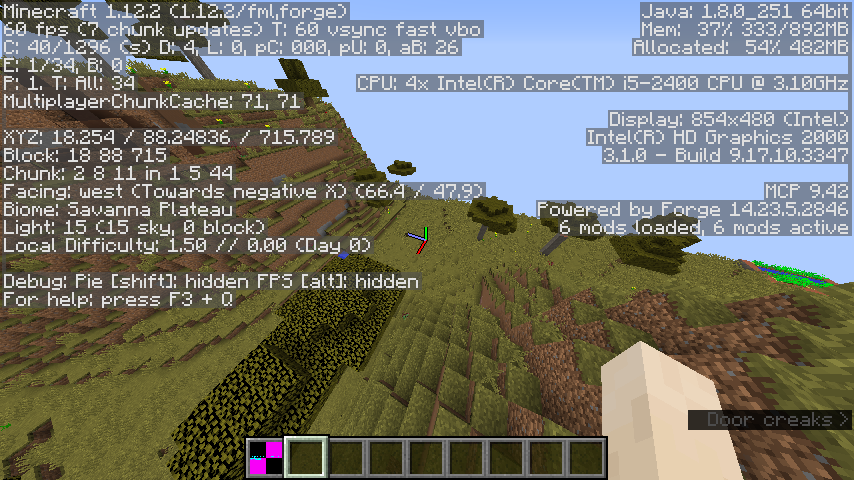 Minecraft 1.12.2 (1.12.2/fml,forge)
60 fps (7 chunk updates) T: 60 vsync fast vbo
C: 40/1296 (s) D: 4, L: 0, pC: 000, pU: 0, aB: 26
E: 1/34, B: 0
P: 1. T: All: 34
MultiplayerChunkCache: 71, 71
XYZ: 18.254 / 88.24836 / 715.789
Block: 18 88 715
Chunk: 2 8 11 in 1 5 44
Facing: west (Towards negative X) (66.4 / 47.9)
Biome: Savanna Plateau
Light: 15 (15 sky, 0 block)
Local Difficulty: 1.50 // 0.00 (Day 0)
Debug: Pie [shift]: hidden FPS [alt]: hidden
For help: press F3 + Q
Java: 1.8.0_251 64bit
Mem: 37% 333/892MB
Allocated: 54% 482MB
CPU: 4x Intel(R) Core(TM) i5-2400 CPU @ 3.10GHz
Display: 854x480 (Intel)
Intel(R) HD Graphics 2000
3.1.0 - Build 9.17.10.3347
MCP 9.42
Powered by Forge 14.23.5.2846
6 mods loaded, 6 mods active
Door creaks >